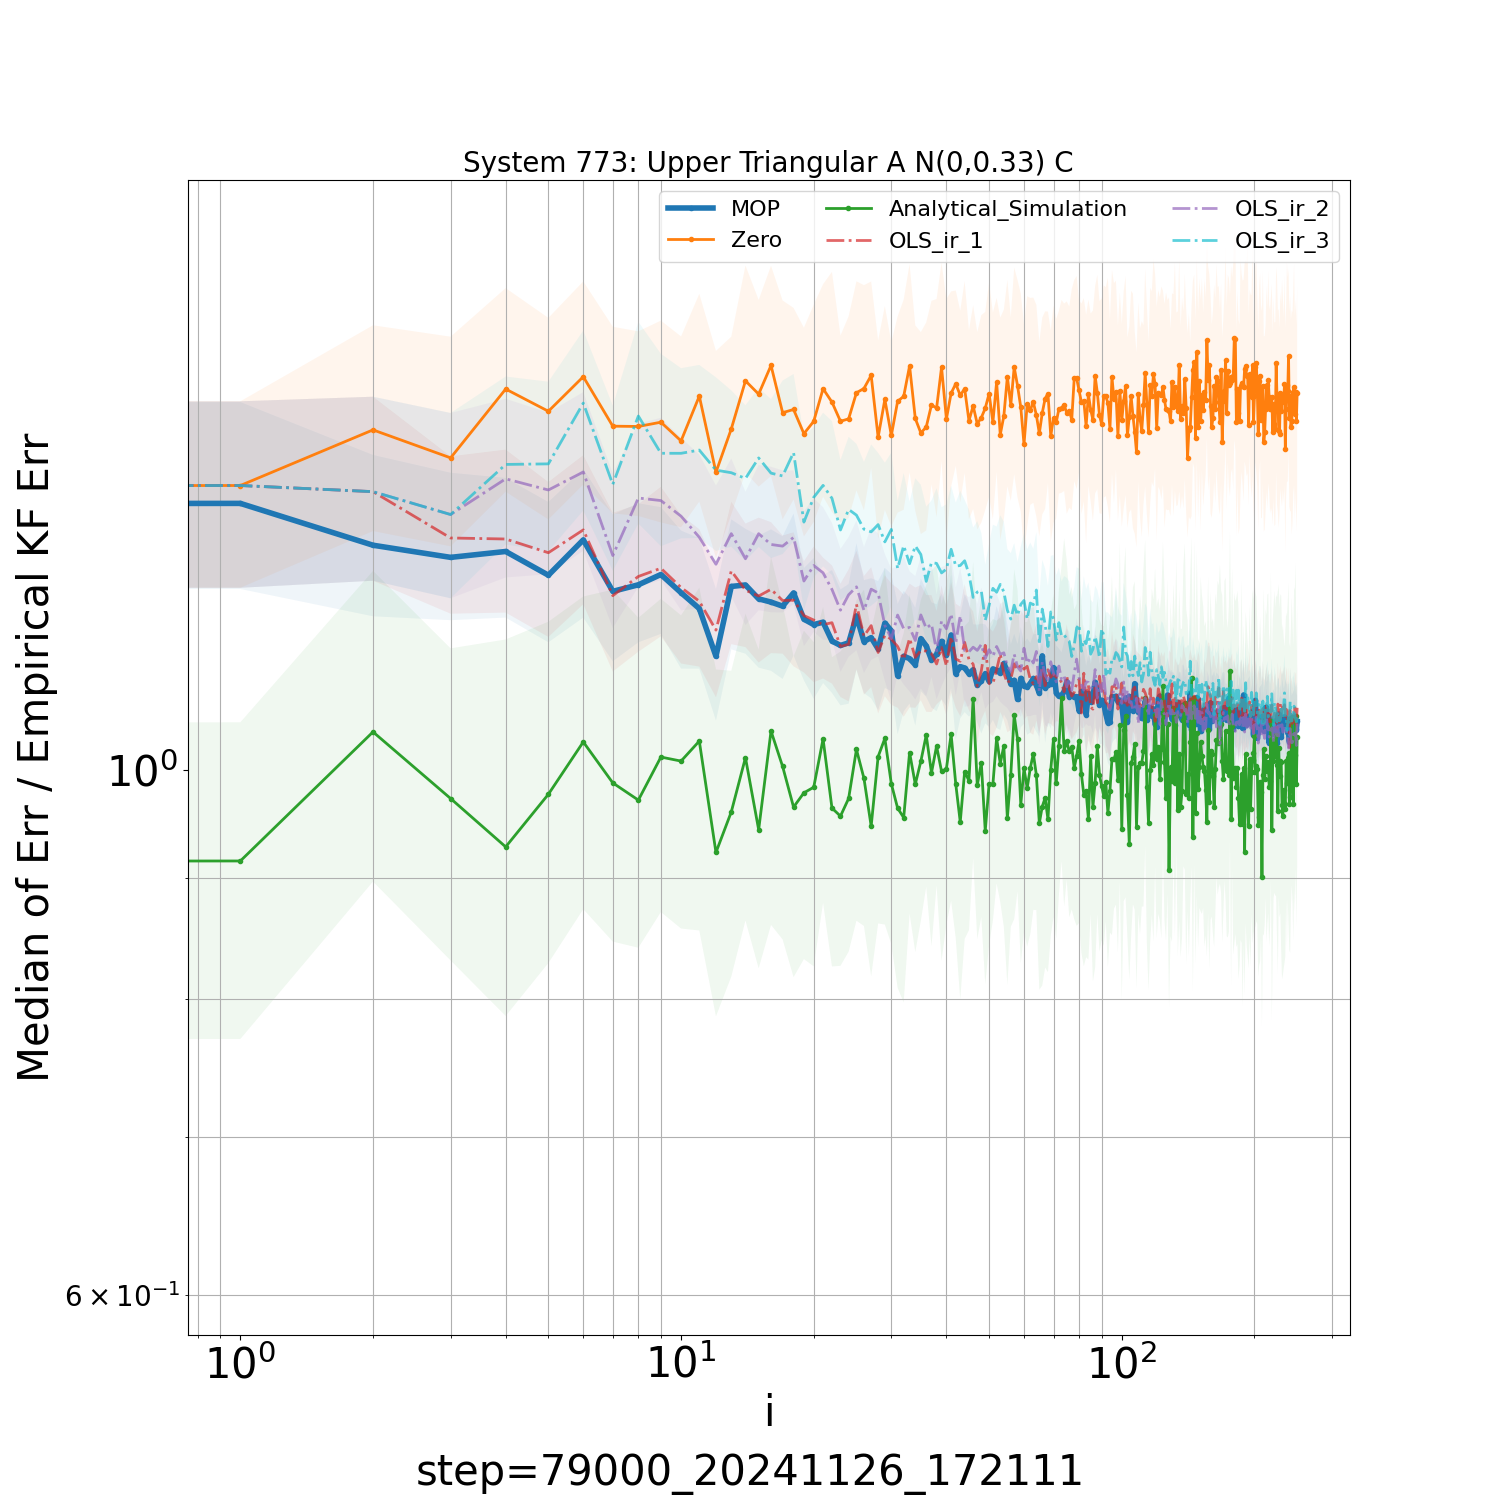 System 773: Upper Triangular A N(0,0.33) C
MOP
Zero
Analytical_Simulation
OLS_ir_1
OLS_ir_2
OLS_ir_3
Median of Err / Empirical KF Err
10⁰
6 × 10⁻¹
10⁰
10¹
10²
i
step=79000_20241126_172111